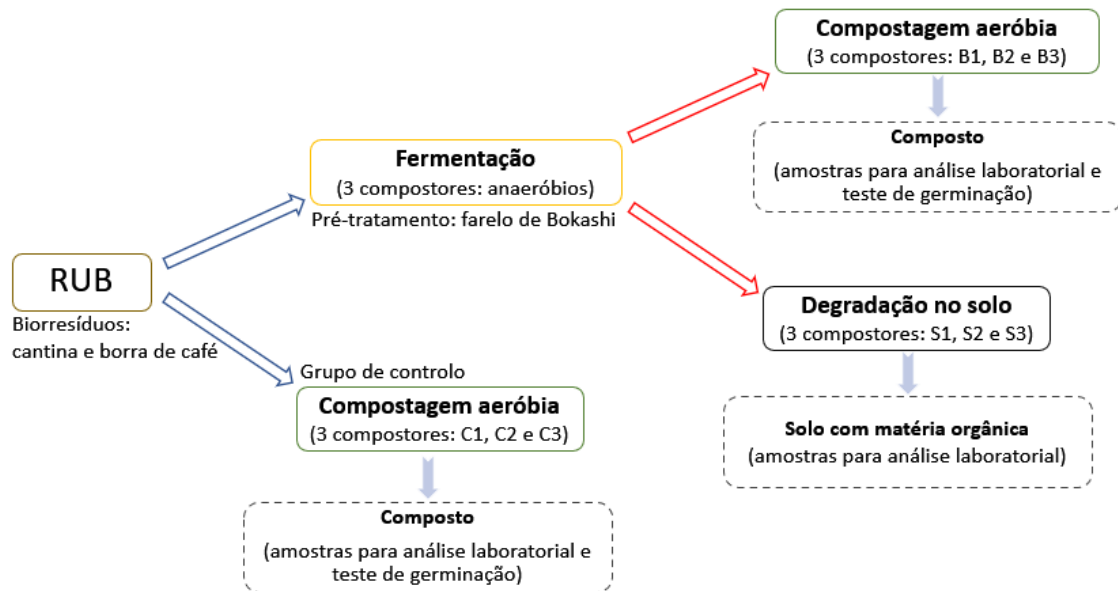 Compostagem aeróbia
(3 compostores: B1, B2 e B3)
Composto
(amostras para análise laboratorial e
teste de germinação)
Fermentação
(3 compostores: anaeróbios)
Pré-tratamento: farelo de Bokashi
RUB
Biorresíduos:
cantina e borra de café
Degradação no solo
(3 compostores: S1, S2 e S3)
Solo com matéria orgânica
(amostras para análise laboratorial)
Grupo de controlo
Compostagem aeróbia
(3 compostores: C1, C2 e C3)
Composto
(amostras para análise laboratorial e
teste de germinação)